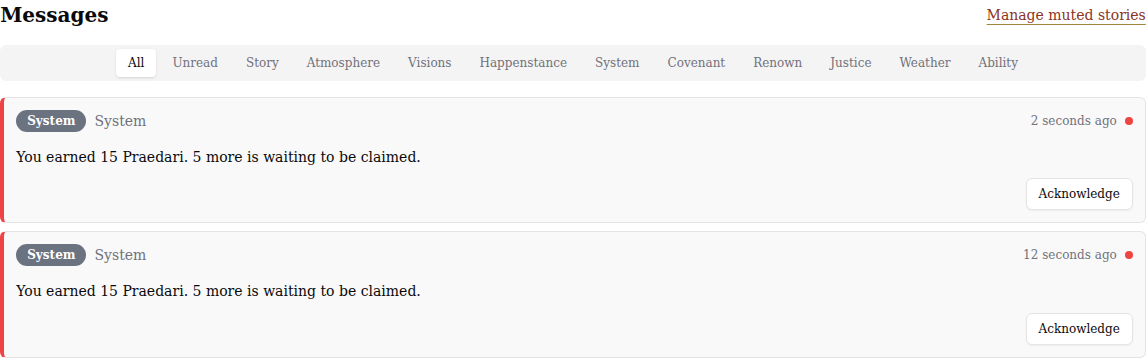 Messages
Manage muted stories
All Unread Story Atmosphere Visions Happenstance System Covenant Renown Justice Weather Ability
System System 2 seconds ago
You earned 15 Praedari. 5 more is waiting to be claimed.
Acknowledge
System System 12 seconds ago
You earned 15 Praedari. 5 more is waiting to be claimed.
Acknowledge